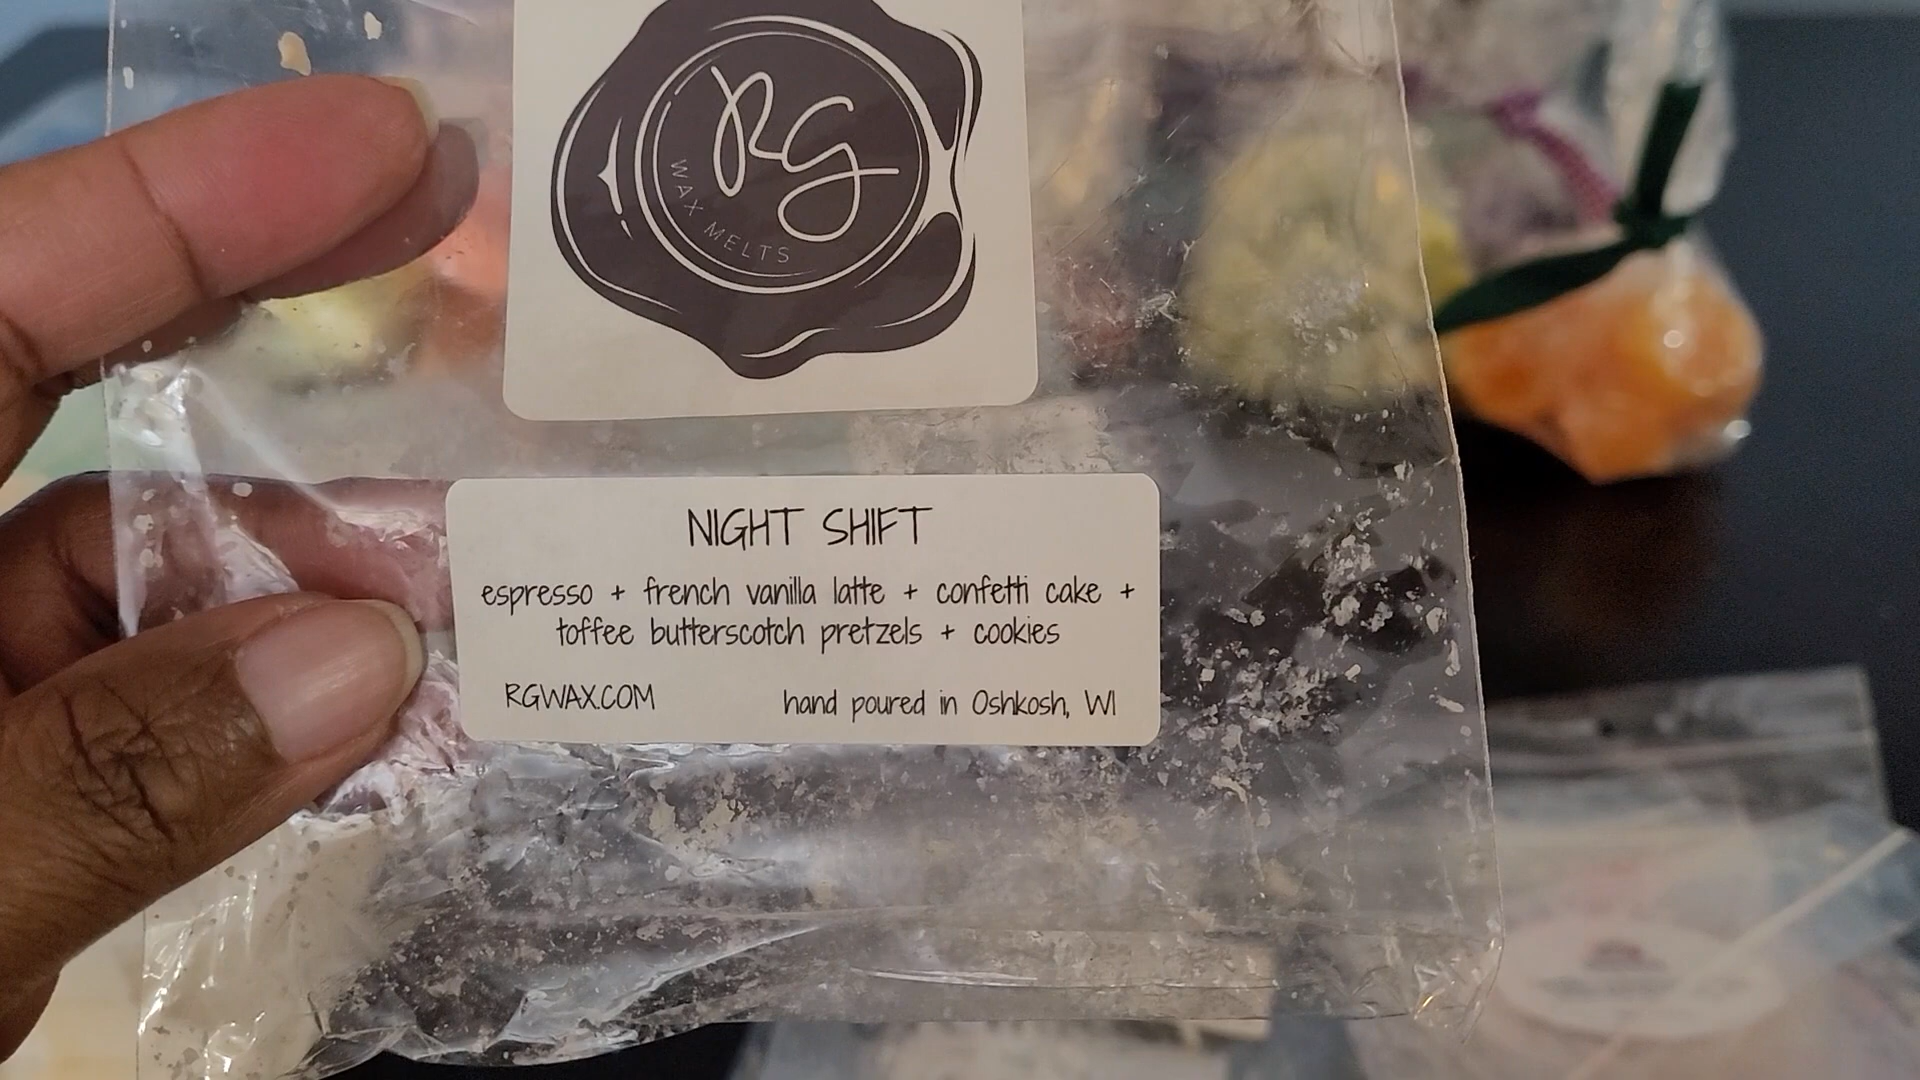 RG
WAX MELTS
NIGHT SHIFT
espresso + french vanilla latte + confetti cake +
toffee butterscotch pretzels + cookies
RGWAX.COM
hand poured in Oshkosh, WI